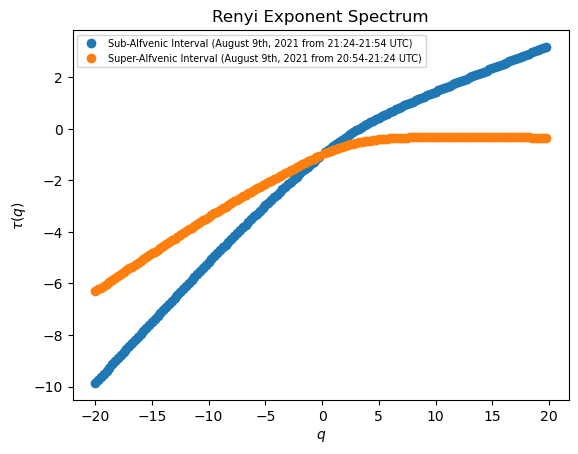 Renyi Exponent Spectrum
Sub-Alfvenic Interval (August 9th, 2021 from 21:24-21:54 UTC)
Super-Alfvenic Interval (August 9th, 2021 from 20:54-21:24 UTC)
2
0
−2
−4
−6
−8
−10
τ(q)
−20 −15 −10 −5 0 5 10 15 20
q